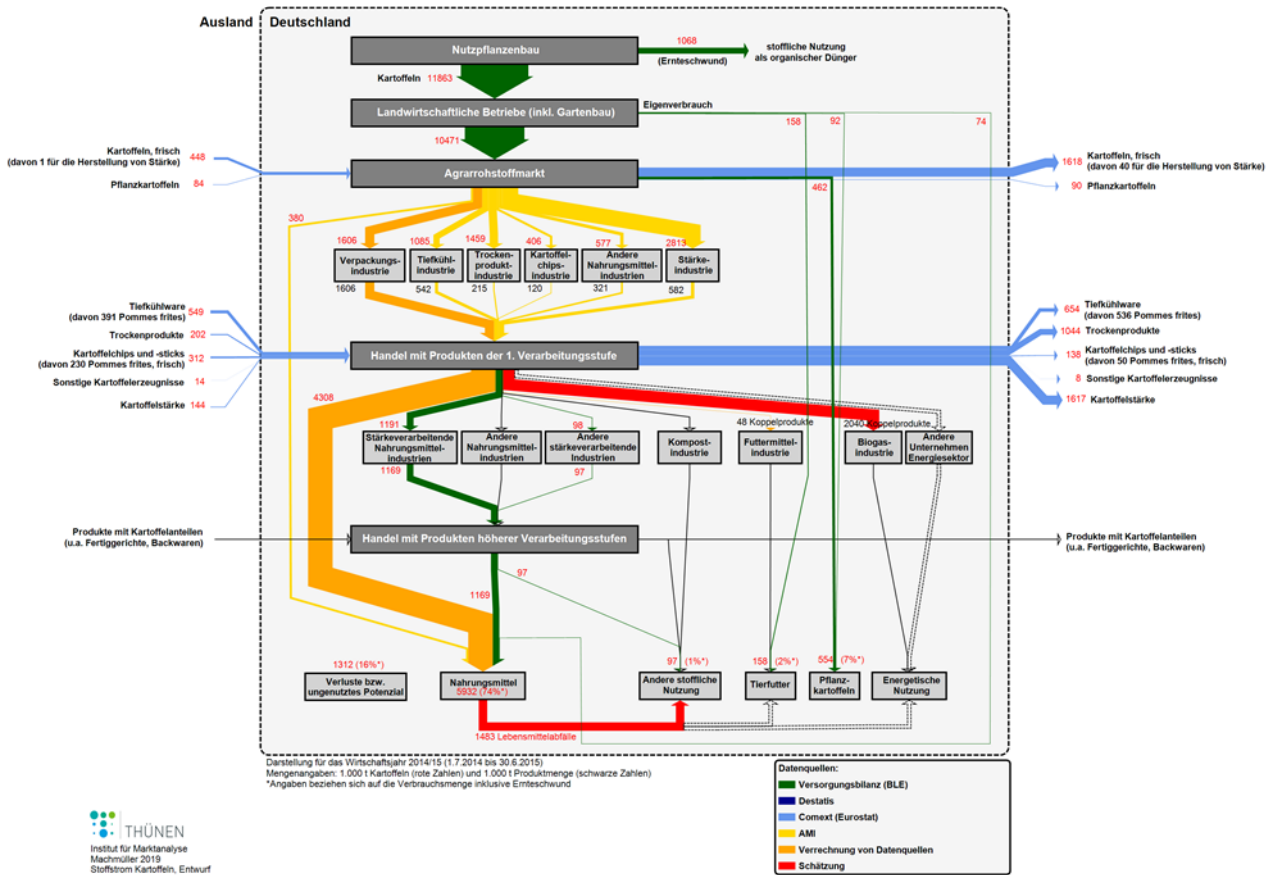 Ausland
Deutschland
Nutzpflanzenbau
1068
(Ernteschwund)
stoffliche Nutzung
als organischer Dünger
Kartoffeln 11863
Landwirtschaftliche Betriebe (inkl. Gartenbau)
Eigenverbrauch
158
92
74
10471
Kartoffeln, frisch
(davon 1 für die Herstellung von Stärke)
448
Pflanzkartoffeln 84
Agrarrohstoffmarkt
462
1618
Kartoffeln, frisch
(davon 40 für die Herstellung von Stärke)
90 Pflanzkartoffeln
380
1606
1085
1459
406
577
2813
Verpackungs-
industrie
Tiefkühl-
industrie
Trocken-
produkt-
industrie
Kartoffel-
chips-
industrie
Andere
Nahrungsmittel-
industrien
Stärke-
industrie
1606
542
215
120
321
582
Tiefkühlware
(davon 391 Pommes frites)
549
Trockenprodukte 202
Kartoffelchips und -sticks
(davon 230 Pommes frites, frisch)
312
Sonstige Kartoffelerzeugnisse 14
Kartoffelstärke 144
Handel mit Produkten der 1. Verarbeitungsstufe
654
Tiefkühlware
(davon 536 Pommes frites)
1044 Trockenprodukte
138
Kartoffelchips und -sticks
(davon 50 Pommes frites, frisch)
8 Sonstige Kartoffelerzeugnisse
1617 Kartoffelstärke
4308
1191
98
48 Koppelprodukte
2040 Koppelprodukte
Stärkeverarbeitende
Nahrungsmittel-
industrien
Andere
Nahrungsmittel-
industrien
Andere
stärkeverarbeitende
Industrien
Kompost-
industrie
Futtermittel-
industrie
Biogas-
industrie
Andere
Unternehmen
Energiesektor
1169
97
Produkte mit Kartoffelanteilen
(u.a. Fertiggerichte, Backwaren)
Handel mit Produkten höherer Verarbeitungsstufen
Produkte mit Kartoffelanteilen
(u.a. Fertiggerichte, Backwaren)
97
1169
1312 (16%*)
Verluste bzw.
ungenutztes Potenzial
Nahrungsmittel
5932 (74%*)
97 (1%*)
Andere stoffliche
Nutzung
158 (2%*)
Tierfutter
554 (7%*)
Pflanz-
kartoffeln
Energetische
Nutzung
1483 Lebensmittelabfälle
Darstellung für das Wirtschaftsjahr 2014/15 (1.7.2014 bis 30.6.2015)
Mengenangaben: 1.000 t Kartoffeln (rote Zahlen) und 1.000 t Produktmenge (schwarze Zahlen)
*Angaben beziehen sich auf die Verbrauchsmenge inklusive Ernteschwund
Datenquellen:
Versorgungsbilanz (BLE)
Destatis
Comext (Eurostat)
AMI
Verrechnung von Datenquellen
Schätzung
THÜNEN
Institut für Marktanalyse
Machmüller 2019
Stoffstrom Kartoffeln, Entwurf